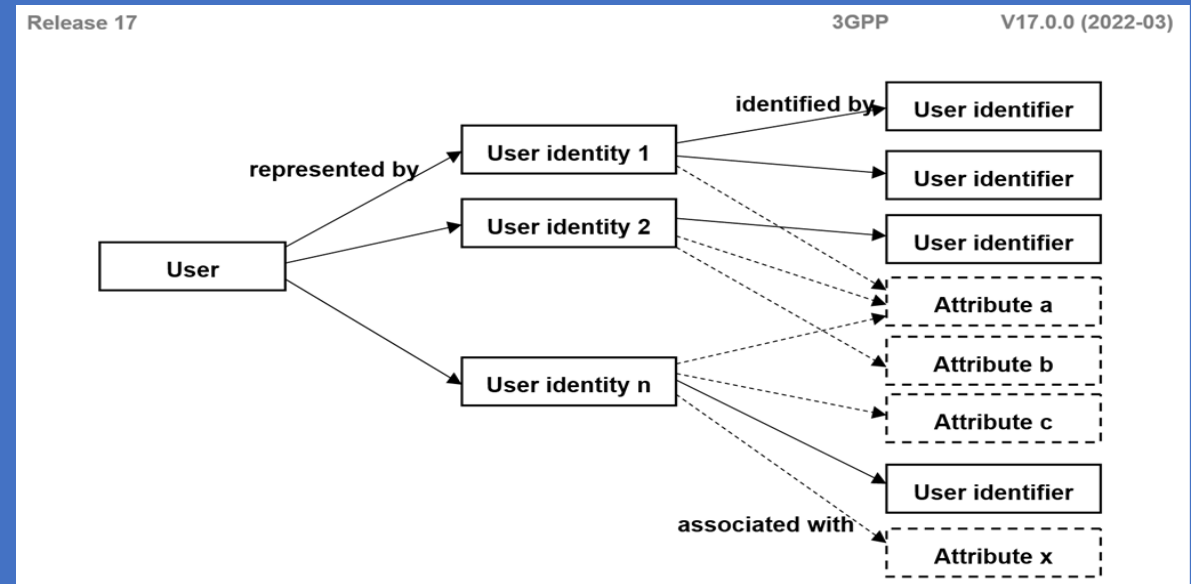 Release 17 3GPP V17.0.0 (2022-03)
identified by
User identifier
User identity 1
represented by
User identifier
User identity 2
User identifier
User
Attribute a
Attribute b
User identity n
Attribute c
User identifier
associated with
Attribute x